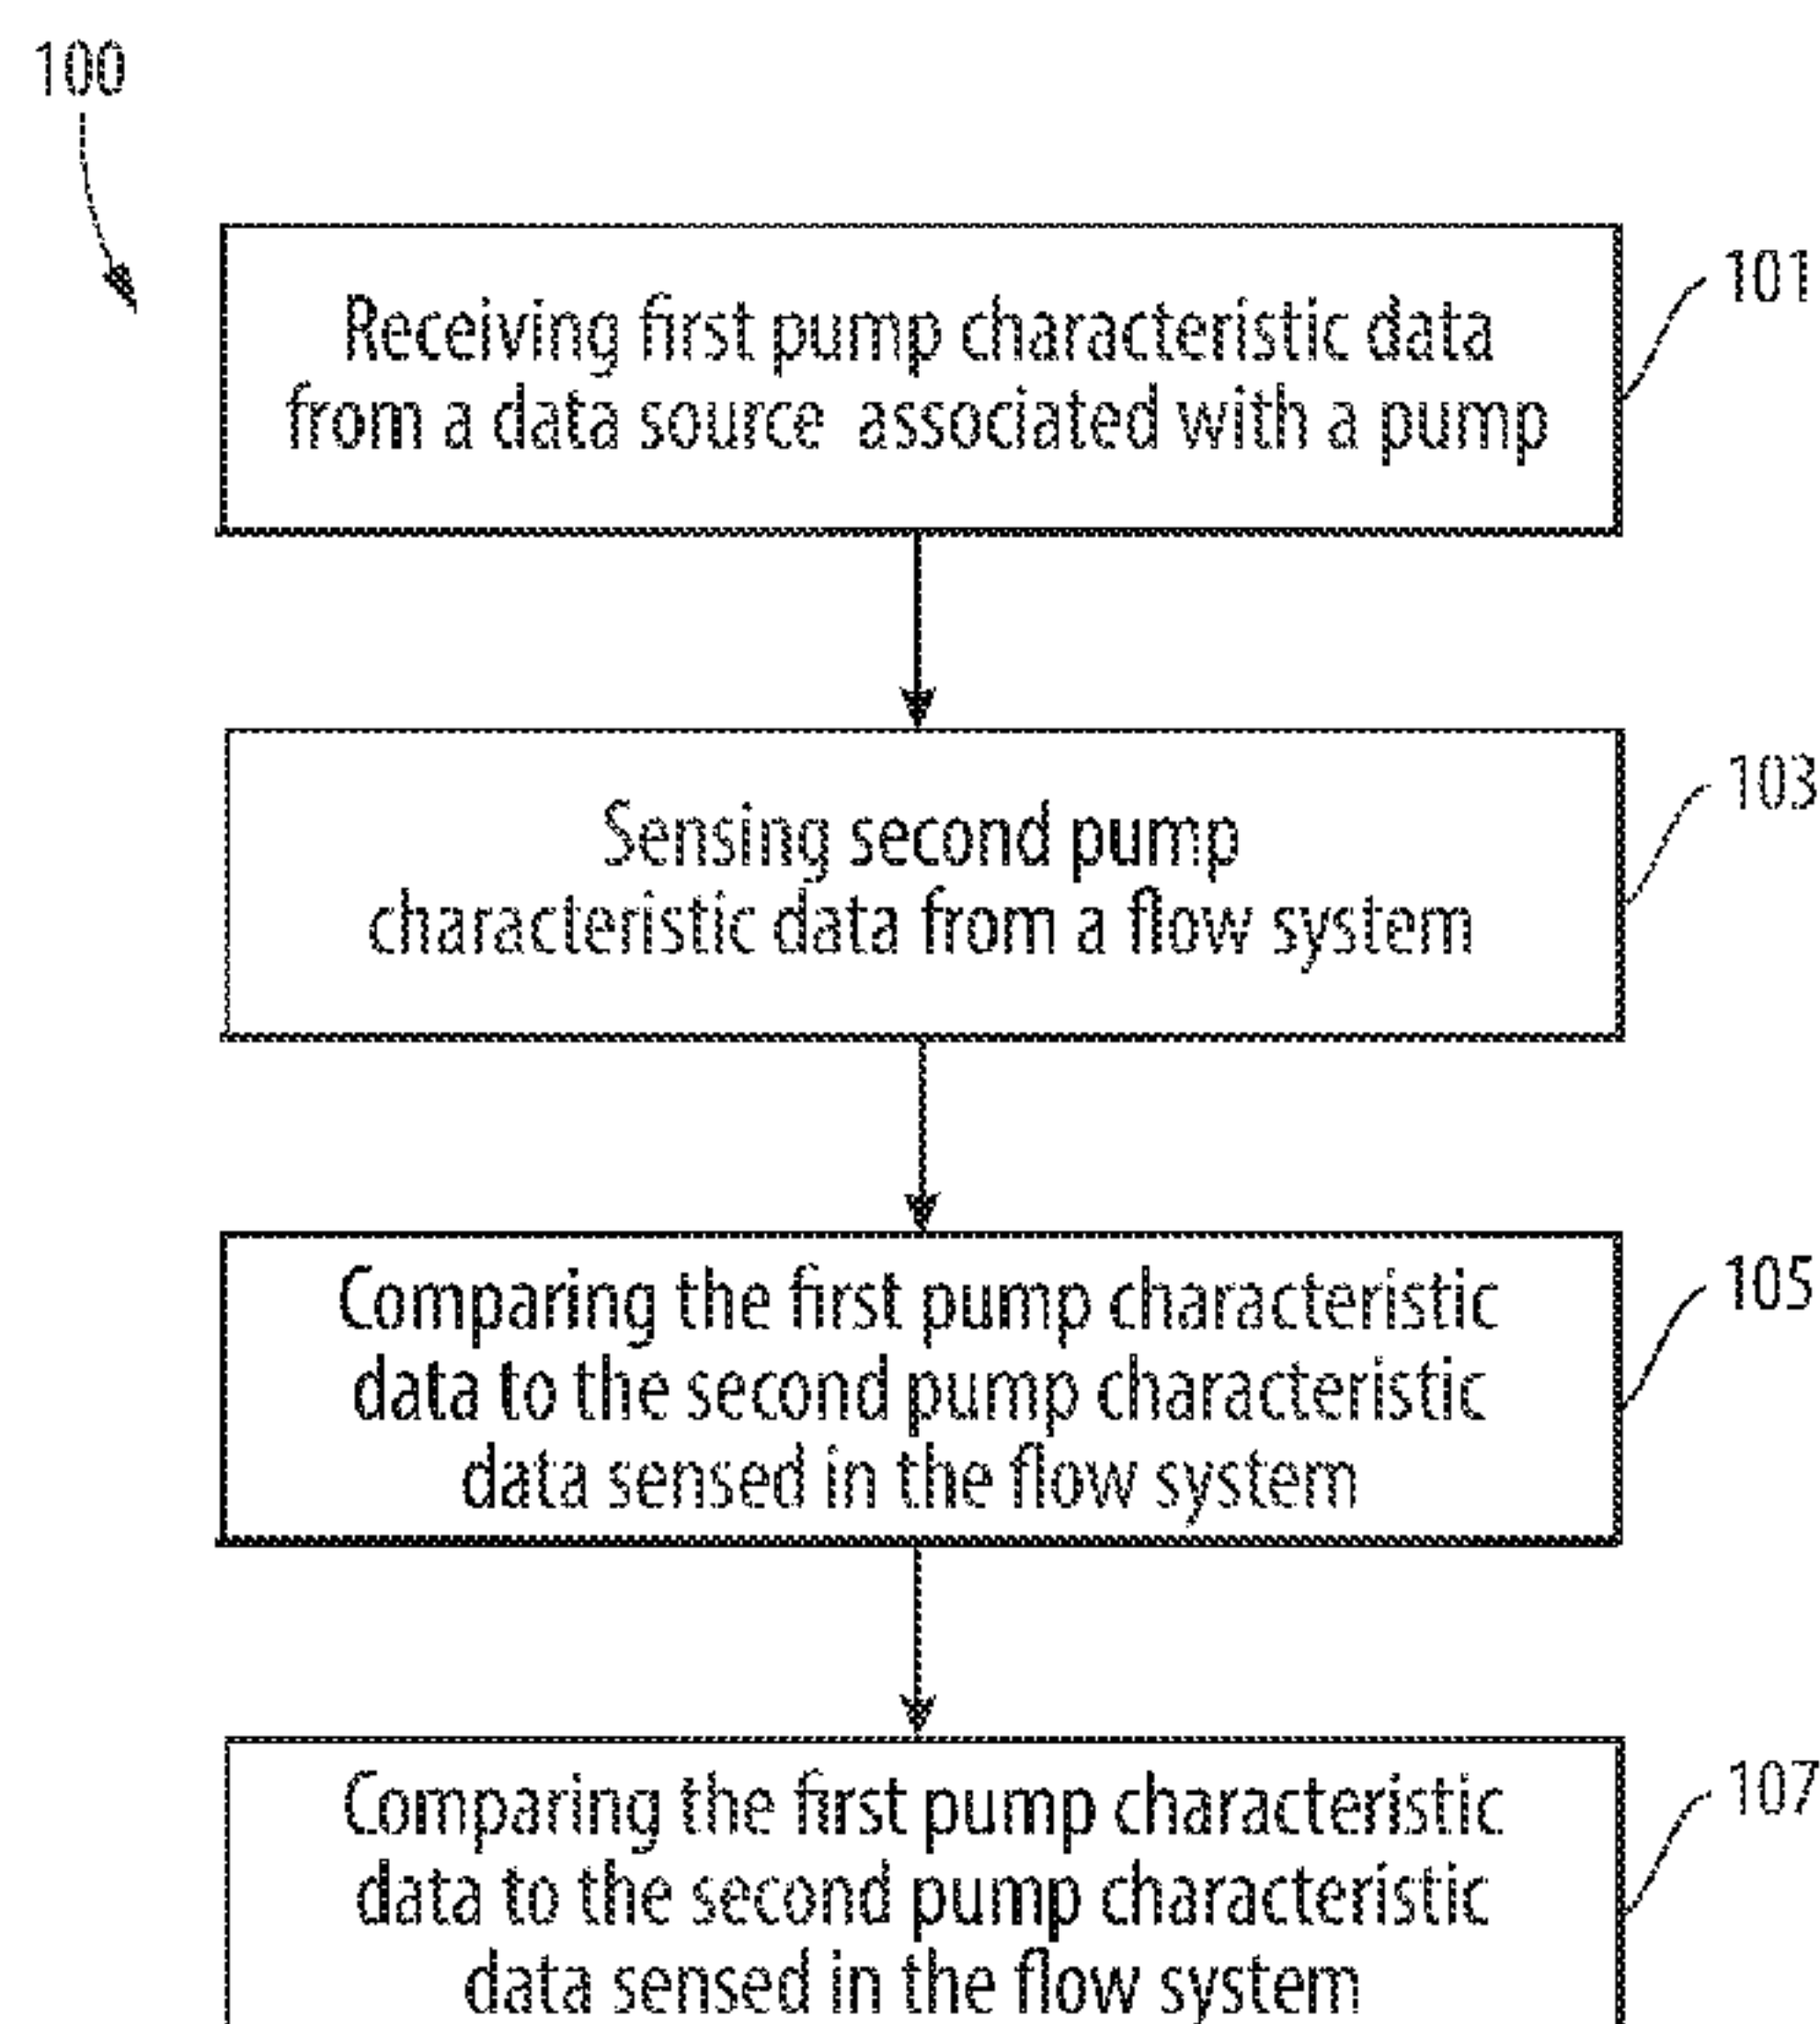 100
Receiving first pump characteristic data
from a data source associated with a pump
101
Sensing second pump
characteristic data from a flow system
103
Comparing the first pump characteristic
data to the second pump characteristic
data sensed in the flow system
105
Comparing the first pump characteristic
data to the second pump characteristic
data sensed in the flow system
107